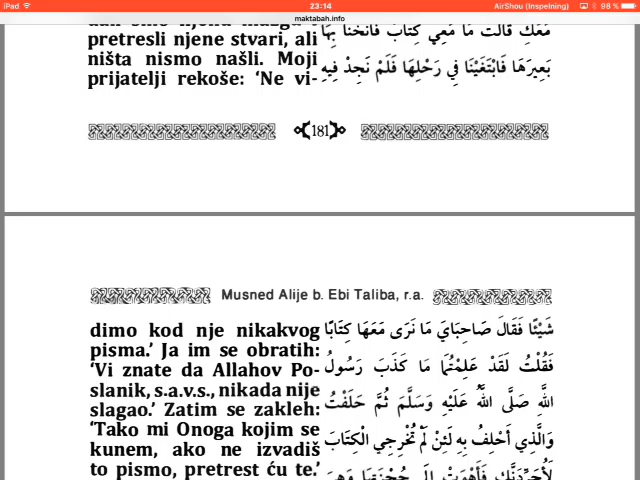 iPad 23:14 AirShou (Inspelning) 98 %
maktabah.info
pretresli njene stvari, ali
ništa nismo našli. Moji
prijatelji rekoše: ‘Ne vi-
مَعَكِ قَالَتْ مَا مَعِي كِتَابٌ فَأَنَخْنَا بِهَا
بَعِيرَهَا فَابْتَغَيْنَا فِي رَحْلِهَا فَلَمْ نَجِدْ فِيهِ
181
Musned Alije b. Ebi Taliba, r.a.
dimo kod nje nikakvog
pisma.’ Ja im se obratih:
‘Vi znate da Allahov Po-
slanik, s.a.v.s., nikada nije
slagao.’ Zatim se zakleh:
‘Tako mi Onoga kojim se
kunem, ako ne izvadiš
to pismo, pretrest ću te.’
شَيْئًا فَقَالَ صَاحِبَايَ مَا نَرَى مَعَهَا كِتَابًا
فَقُلْتُ لَقَدْ عَلِمْتُمَا مَا كَذَبَ رَسُولُ
اللَّهِ صَلَّى اللَّهُ عَلَيْهِ وَسَلَّمَ ثُمَّ حَلَفْتُ
وَالَّذِي أَحْلِفُ بِهِ لَئِنْ لَمْ تُخْرِجِي الْكِتَابَ
لَأُجَرِّدَنَّكِ فَأَهْوَتْ إِلَى حُجْزَتِهَا وَهِيَ